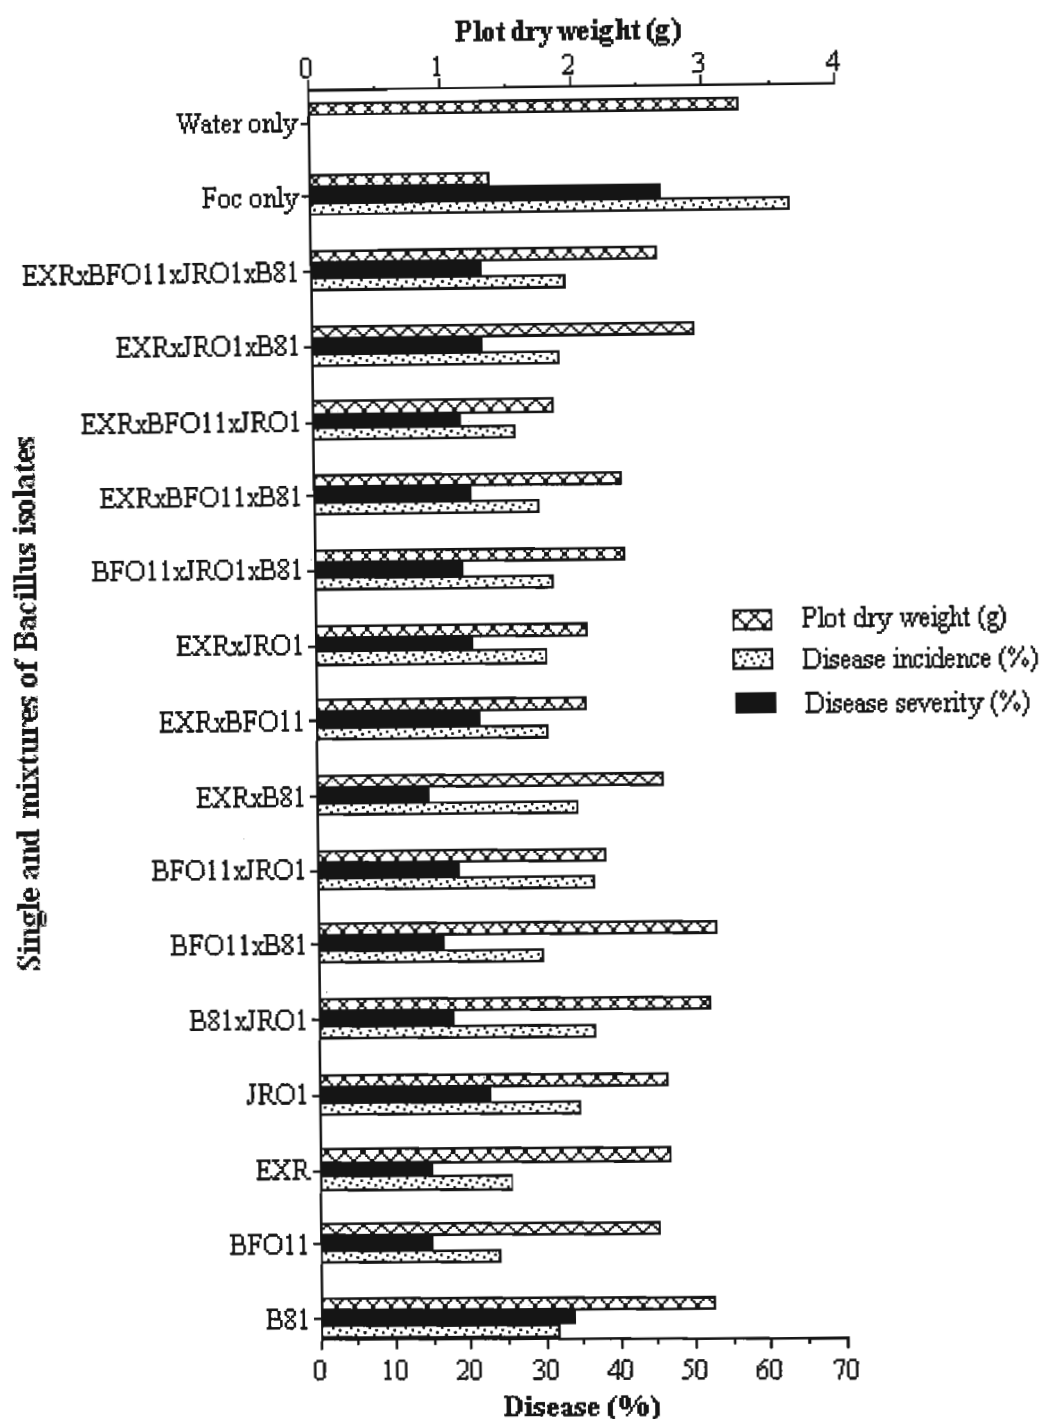 Plot dry weight (g)
0 1 2 3 4
Water only
Foc only
EXRxBFO11xJRO1xB81
EXRxJRO1xB81
EXRxBFO11xJRO1
EXRxBFO11xB81
BFO11xJRO1xB81
EXRxJRO1
EXRxBFO11
EXRxB81
BFO11xJRO1
BFO11xB81
B81xJRO1
JRO1
EXR
BFO11
B81
Single and mixtures of Bacillus isolates
Plot dry weight (g)
Disease incidence (%)
Disease severity (%)
0 10 20 30 40 50 60 70
Disease (%)